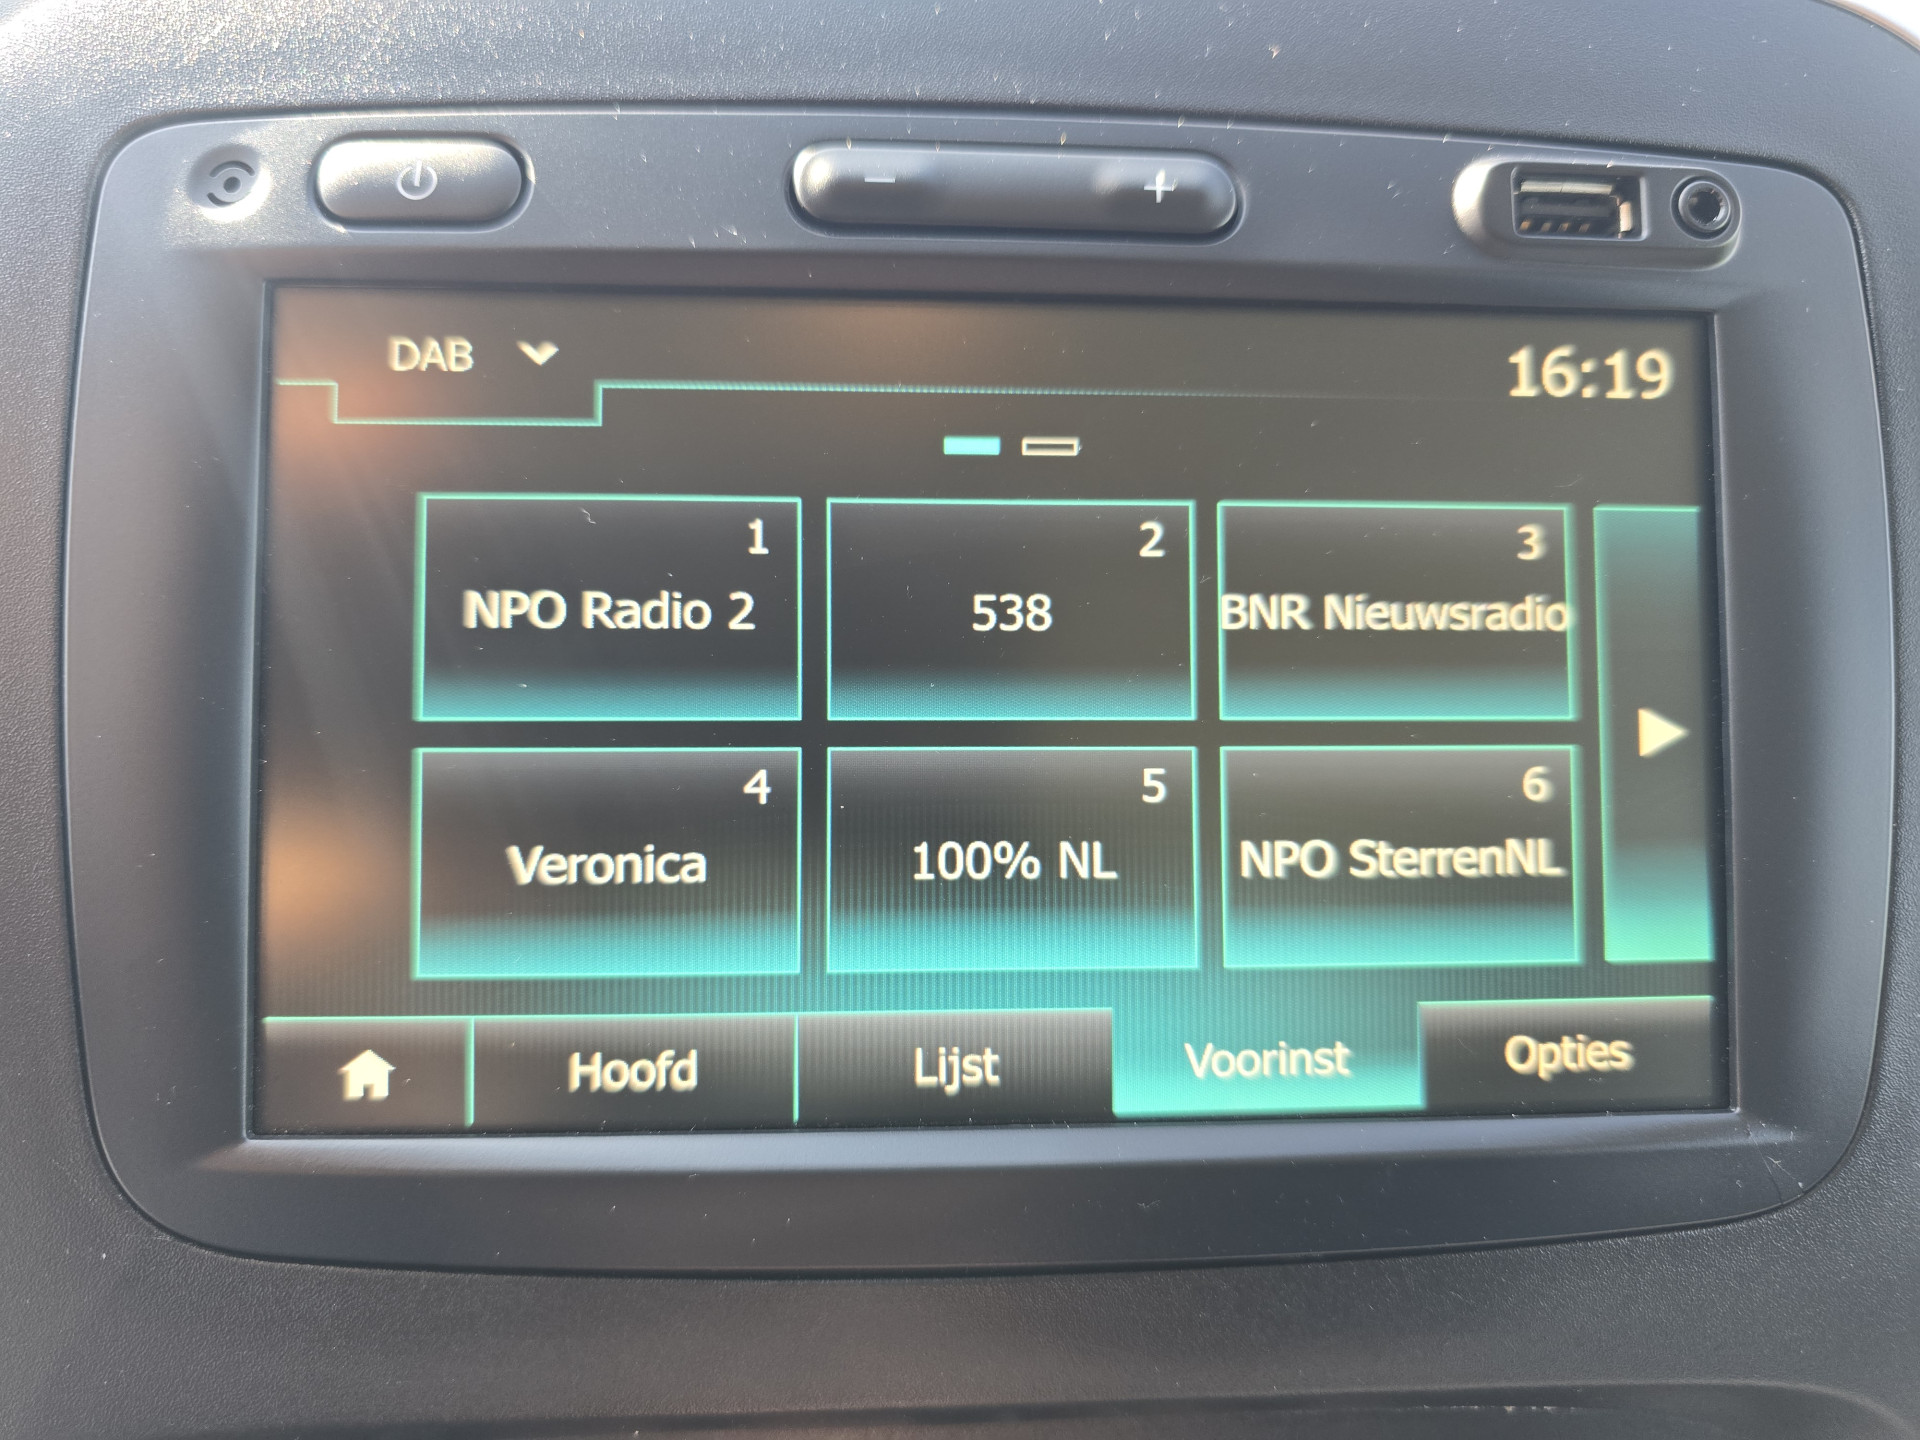 DAB
16:19
1
NPO Radio 2
2
538
3
BNR Nieuwsradio
4
Veronica
5
100% NL
6
NPO SterrenNL
Hoofd
Lijst
Voorinst
Opties